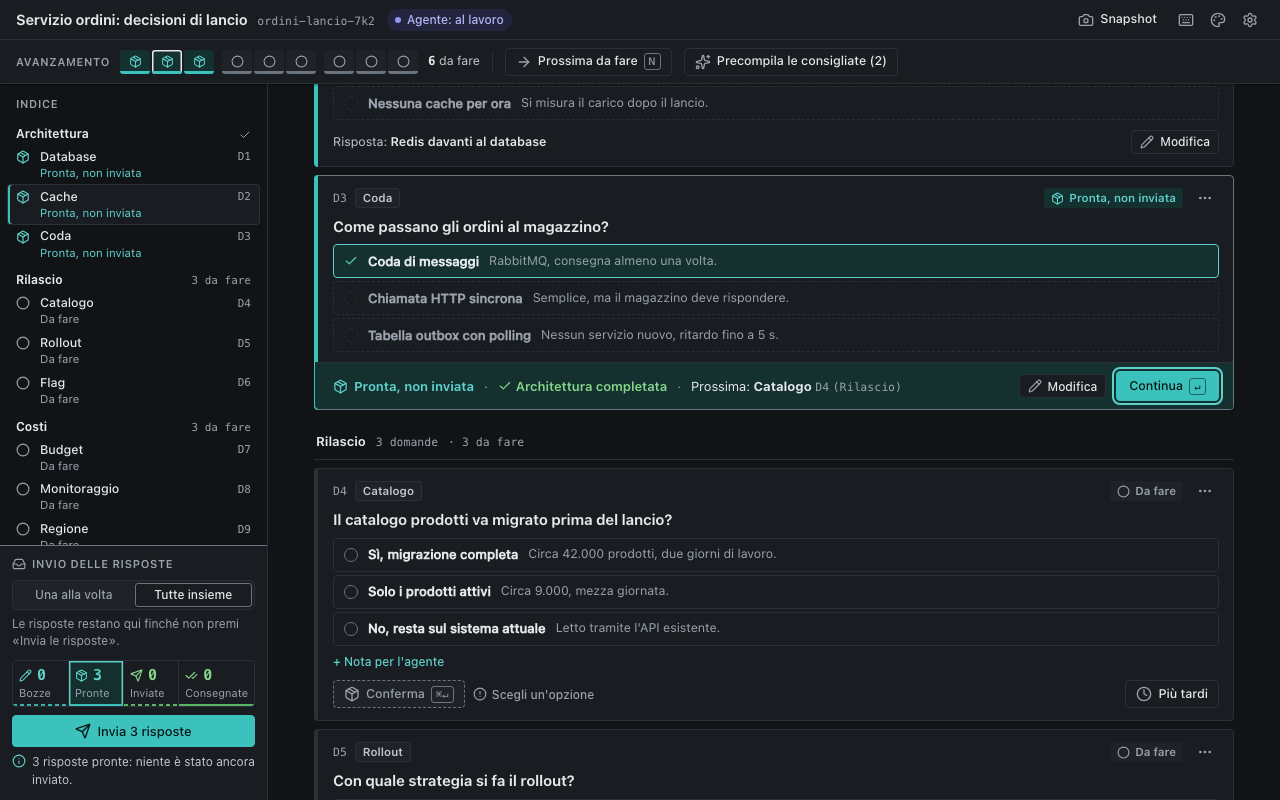 Servizio ordini: decisioni di lancio ordini-lancio-7k2 Agente: al lavoro Snapshot
AVANZAMENTO 6 da fare Prossima da fare N Precompila le consigliate (2)
INDICE
Architettura
Database D1
Pronta, non inviata
Cache D2
Pronta, non inviata
Coda D3
Pronta, non inviata
Rilascio 3 da fare
Catalogo D4
Da fare
Rollout D5
Da fare
Flag D6
Da fare
Costi 3 da fare
Budget D7
Da fare
Monitoraggio D8
Da fare
Regione D9
Da fare
INVIO DELLE RISPOSTE
Una alla volta Tutte insieme
Le risposte restano qui finché non premi
«Invia le risposte».
0 3 0 0
Bozze Pronte Inviate Consegnate
Invia 3 risposte
3 risposte pronte: niente è stato ancora
inviato.
Nessuna cache per ora Si misura il carico dopo il lancio.
Risposta: Redis davanti al database Modifica
D3 Coda Pronta, non inviata
Come passano gli ordini al magazzino?
Coda di messaggi RabbitMQ, consegna almeno una volta.
Chiamata HTTP sincrona Semplice, ma il magazzino deve rispondere.
Tabella outbox con polling Nessun servizio nuovo, ritardo fino a 5 s.
Pronta, non inviata · Architettura completata · Prossima: Catalogo D4 (Rilascio) Modifica Continua ↵
Rilascio 3 domande · 3 da fare
D4 Catalogo Da fare
Il catalogo prodotti va migrato prima del lancio?
Sì, migrazione completa Circa 42.000 prodotti, due giorni di lavoro.
Solo i prodotti attivi Circa 9.000, mezza giornata.
No, resta sul sistema attuale Letto tramite l'API esistente.
+ Nota per l'agente
Conferma ⌘↵ Scegli un'opzione Più tardi
D5 Rollout Da fare
Con quale strategia si fa il rollout?